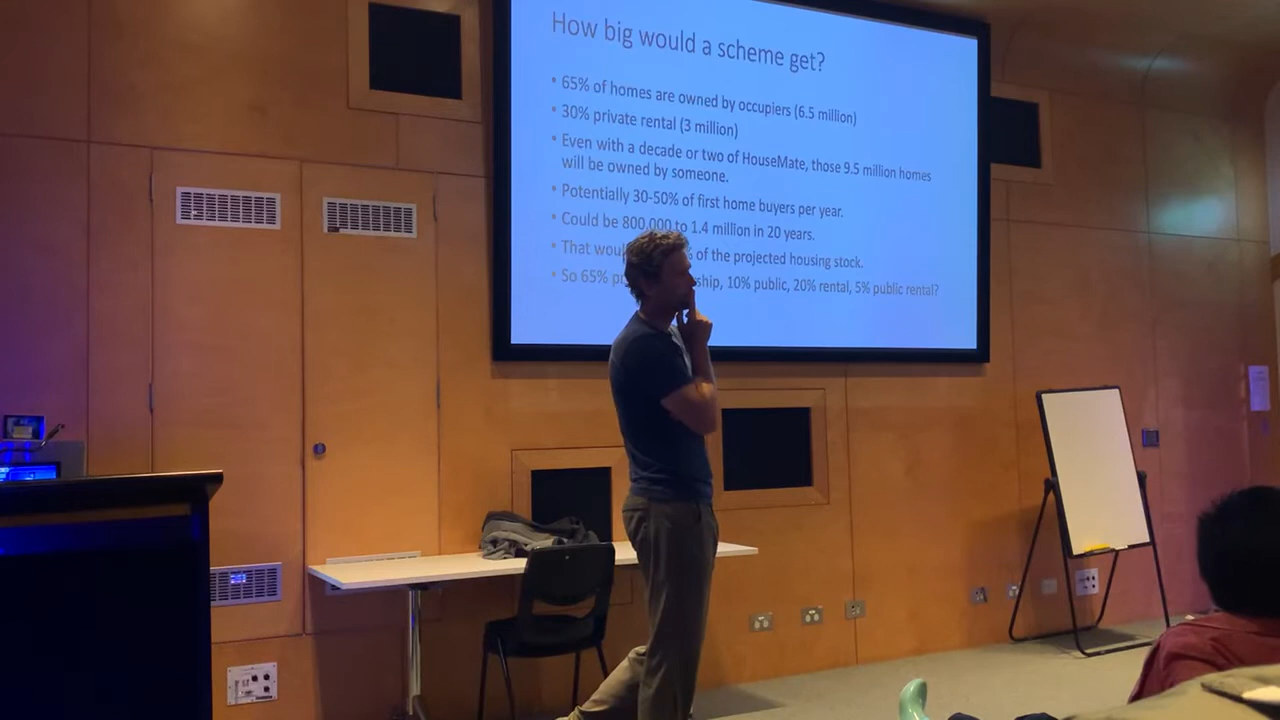 How big would a scheme get?
• 65% of homes are owned by occupiers (6.5 million)
• 30% private rental (3 million)
• Even with a decade or two of HouseMate, those 9.5 million homes
will be owned by someone.
• Potentially 30-50% of first home buyers per year.
• Could be 800,000 to 1.4 million in 20 years.
• That of the projected housing stock.
• So 65% 10% public, 20% rental, 5% public rental?